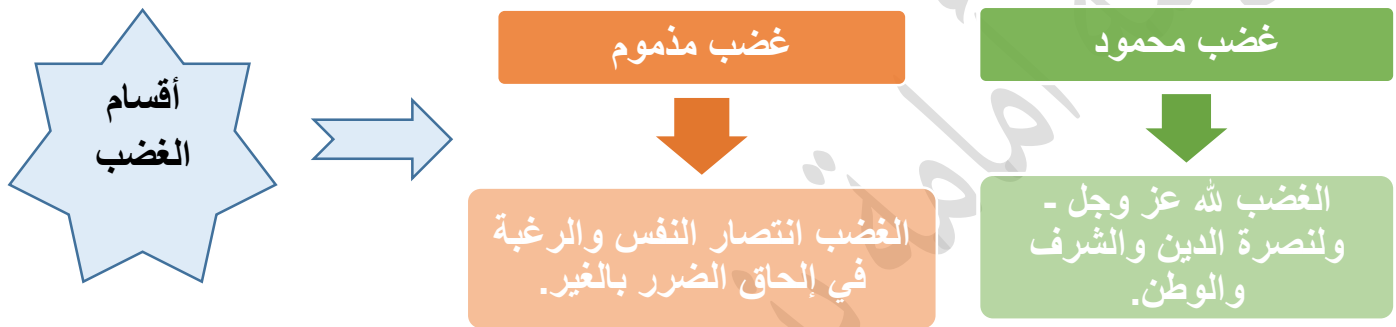 أقسام
الغضب
غضب محمود
غضب مذموم
الغضب لله عز وجل -
ولنصرة الدين والشرف
والوطن.
الغضب انتصار النفس والرغبة
في إلحاق الضرر بالغير.